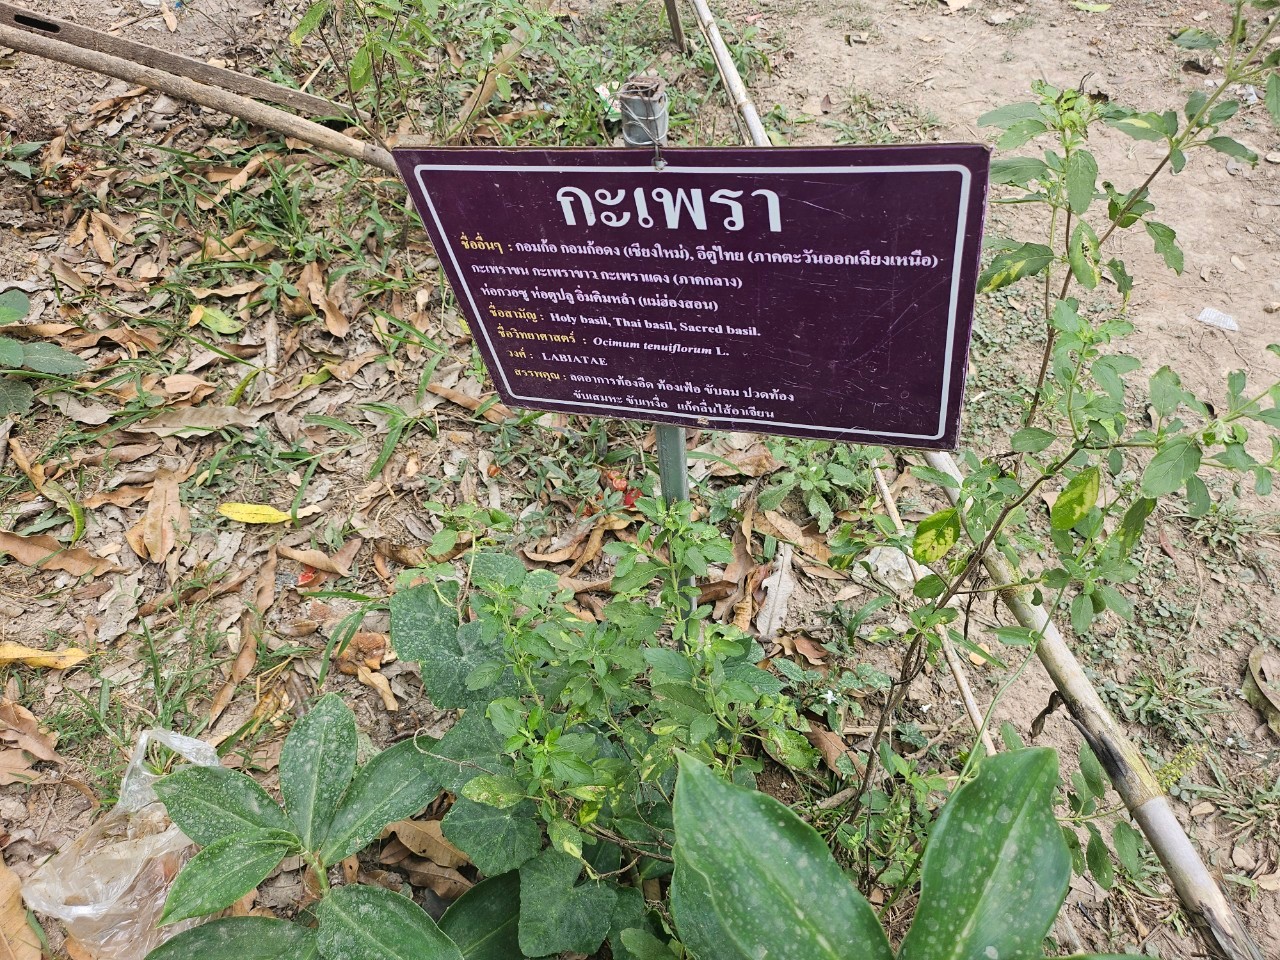 กะเพรา
ชื่ออื่นๆ : กอมก้อ กอมก้อดง (เชียงใหม่), อีตู่ไทย (ภาคตะวันออกเฉียงเหนือ)
กะเพราขน กะเพราขาว กะเพราแดง (ภาคกลาง)
ห่อกวอซู ห่อตูปลู อิ่มคิมหลำ (แม่ฮ่องสอน)
ชื่อสามัญ : Holy basil, Thai basil, Sacred basil.
ชื่อวิทยาศาสตร์ : Ocimum tenuiflorum L.
วงศ์ : LABIATAE
สรรพคุณ : ลดอาการท้องอืด ท้องเฟ้อ ขับลม ปวดท้อง
ขับเสมหะ ขับเหงื่อ แก้คลื่นไส้อาเจียน